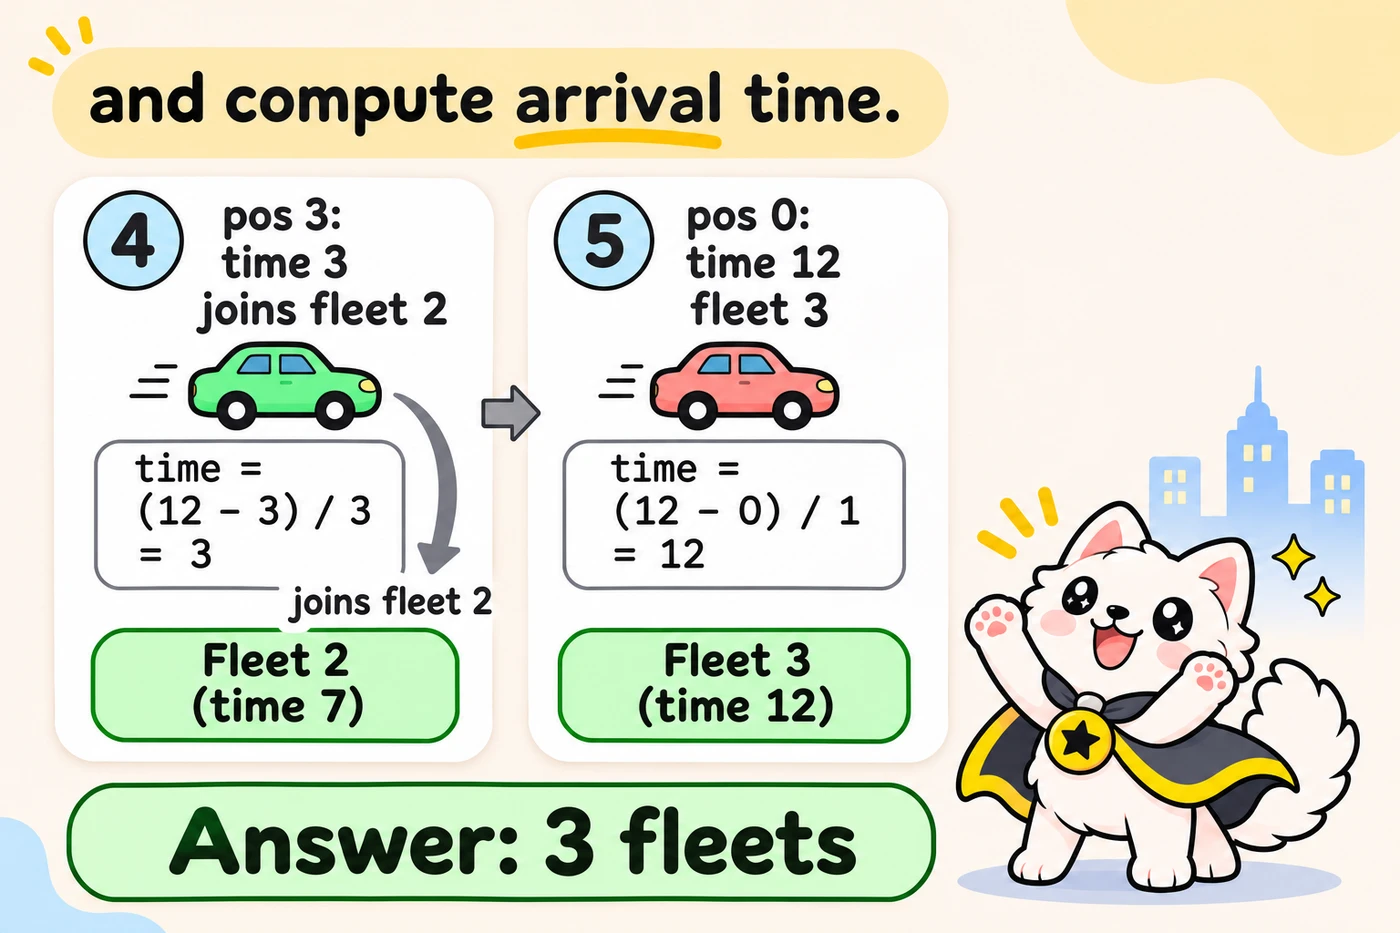 and compute arrival time.
4
pos 3:
time 3
joins fleet 2
time =
(12 - 3) / 3
= 3
joins fleet 2
Fleet 2
(time 7)
5
pos 0:
time 12
fleet 3
time =
(12 - 0) / 1
= 12
Fleet 3
(time 12)
Answer: 3 fleets